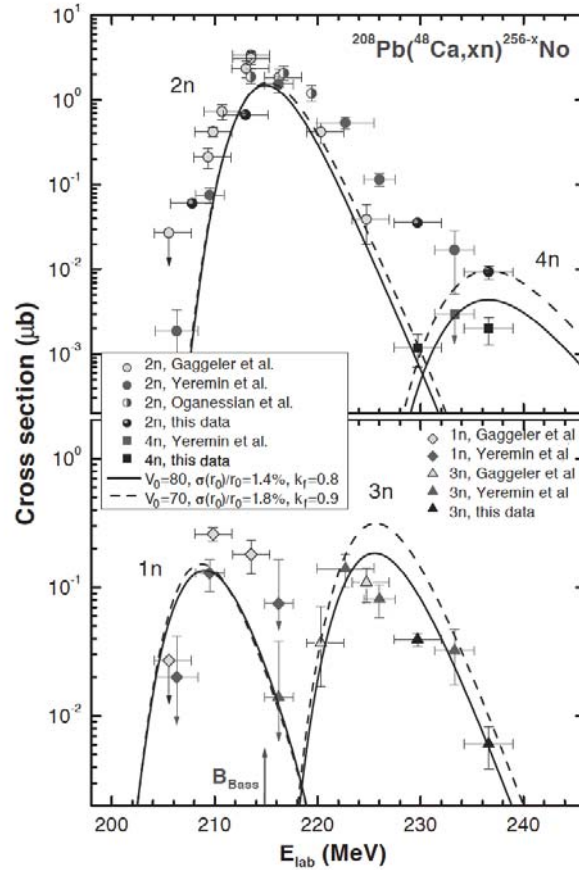 ²⁰⁸Pb(⁴⁸Ca,xn)²⁵⁶⁻ˣNo
2n
4n
10¹
10⁰
10⁻¹
10⁻²
10⁻³
2n, Gaggeler et al.
2n, Yeremin et al.
2n, Oganessian et al.
2n, this data
4n, Yeremin et al.
4n, this data
V₀=80, σ(r₀)/r₀=1.4%, k_f=0.8
V₀=70, σ(r₀)/r₀=1.8%, k_f=0.9
1n, Gaggeler et al
1n, Yeremin et al
3n, Gaggeler et al
3n, Yeremin et al
3n, this data
Cross section (μb)
10⁰
10⁻¹
10⁻²
1n
3n
B_Bass
200 210 220 230 240
E_lab (MeV)